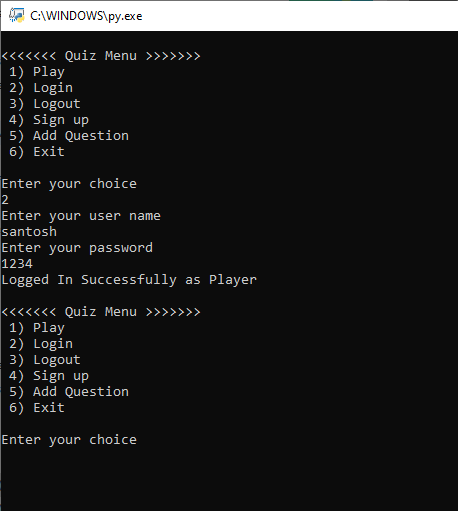 C:\WINDOWS\py.exe
<<<<<<< Quiz Menu >>>>>>>
1) Play
2) Login
3) Logout
4) Sign up
5) Add Question
6) Exit
Enter your choice
2
Enter your user name
santosh
Enter your password
1234
Logged In Successfully as Player
<<<<<<< Quiz Menu >>>>>>>
1) Play
2) Login
3) Logout
4) Sign up
5) Add Question
6) Exit
Enter your choice